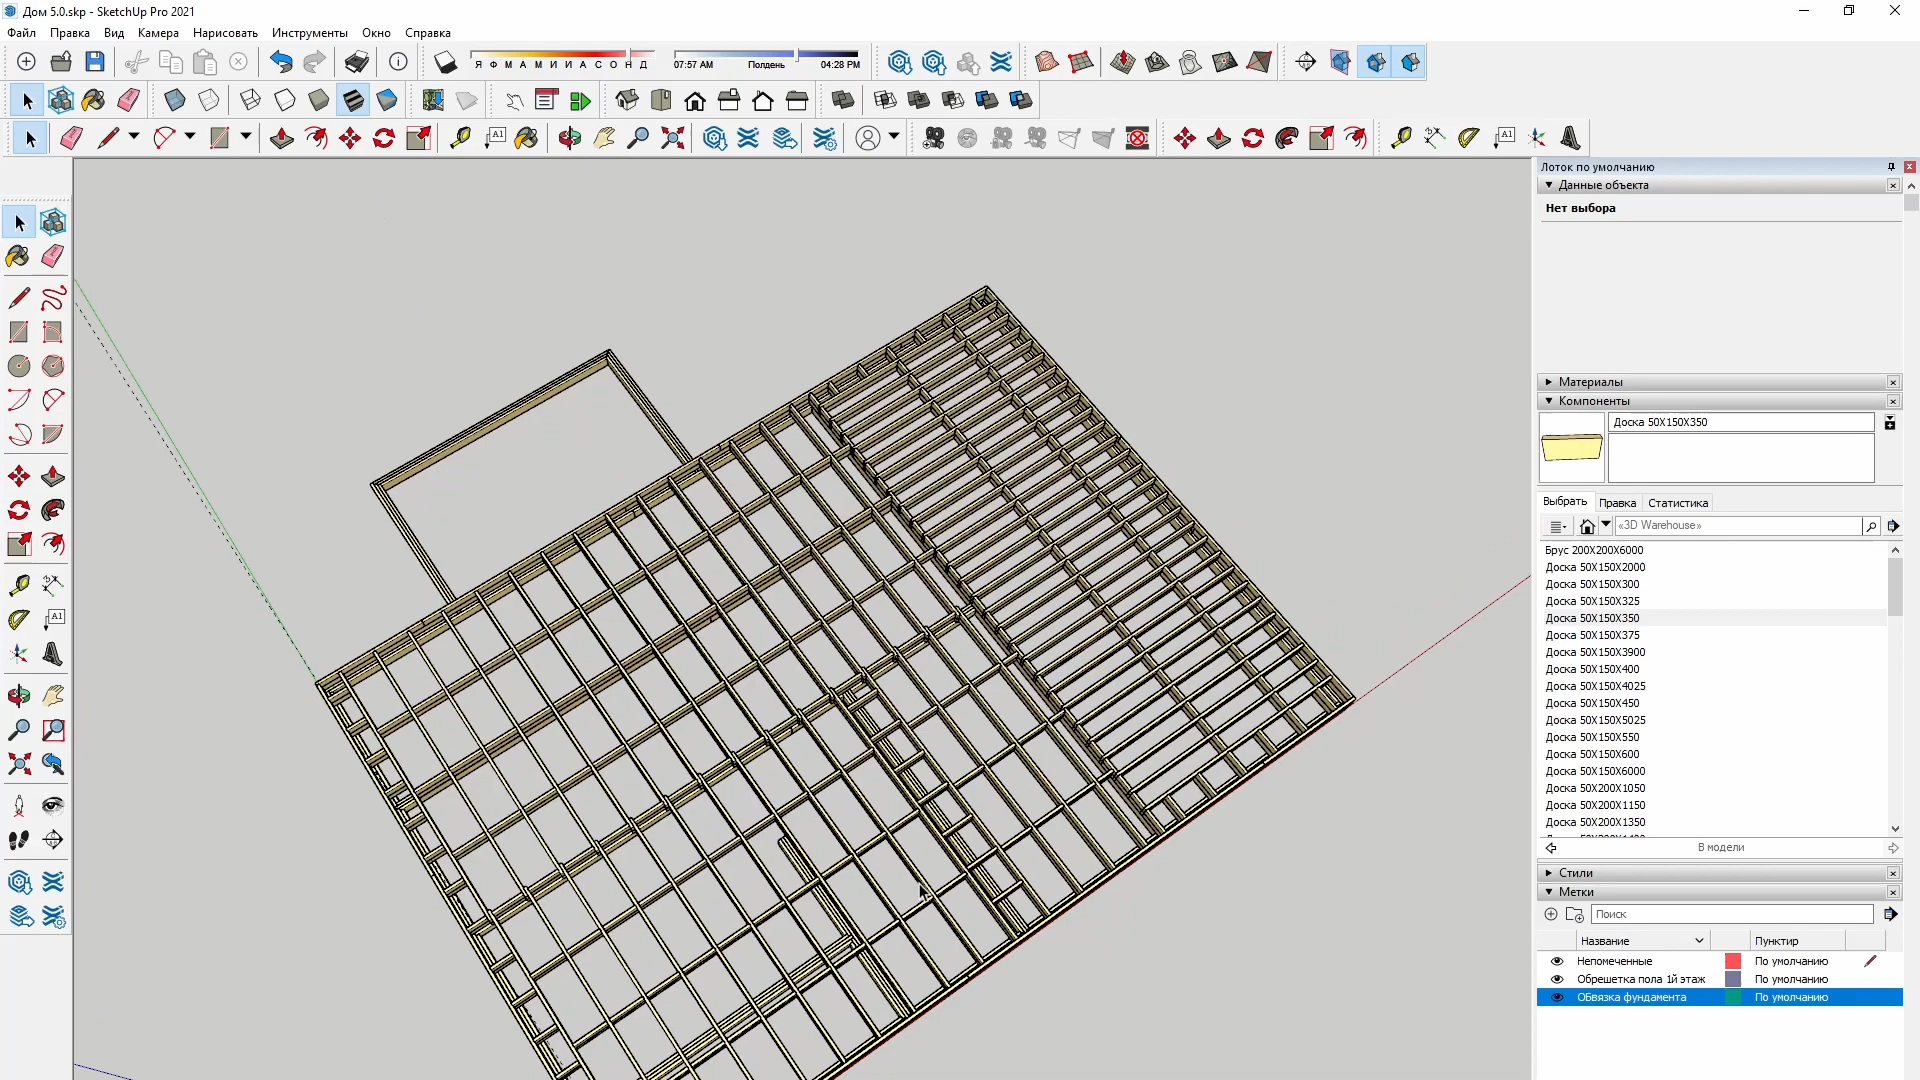 Дом 5.0.skp - SketchUp Pro 2021
Файл Правка Вид Камера Нарисовать Инструменты Окно Справка
Я Ф М А М И И А С О Н Д
07:57 AM Полдень 04:28 PM
A1
A1
A1
Лоток по умолчанию
Данные объекта
Нет выбора
Материалы
Компоненты
Доска 50X150X350
Выбрать Правка Статистика
«3D Warehouse»
Брус 200X200X6000
Доска 50X150X2000
Доска 50X150X300
Доска 50X150X325
Доска 50X150X350
Доска 50X150X375
Доска 50X150X3900
Доска 50X150X400
Доска 50X150X4025
Доска 50X150X450
Доска 50X150X5025
Доска 50X150X550
Доска 50X150X600
Доска 50X150X6000
Доска 50X200X1050
Доска 50X200X1150
Доска 50X200X1350
В модели
Стили
Метки
Поиск
Название Пунктир
Непомеченные По умолчанию
Обрешетка пола 1й этаж По умолчанию
ОБвязка фундамента По умолчанию